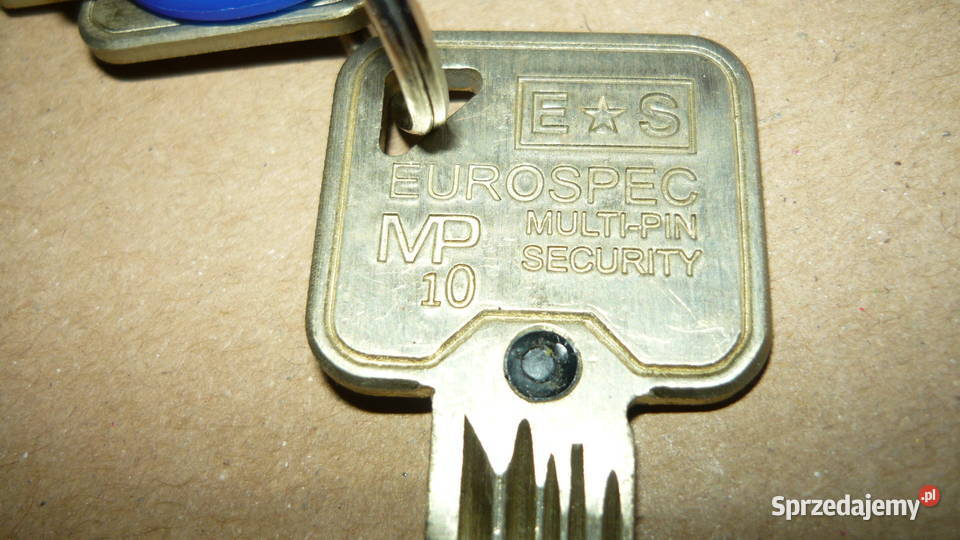 E★S
EUROSPEC
MP
MULTI-PIN
SECURITY
10
Sprzedajemy.pl